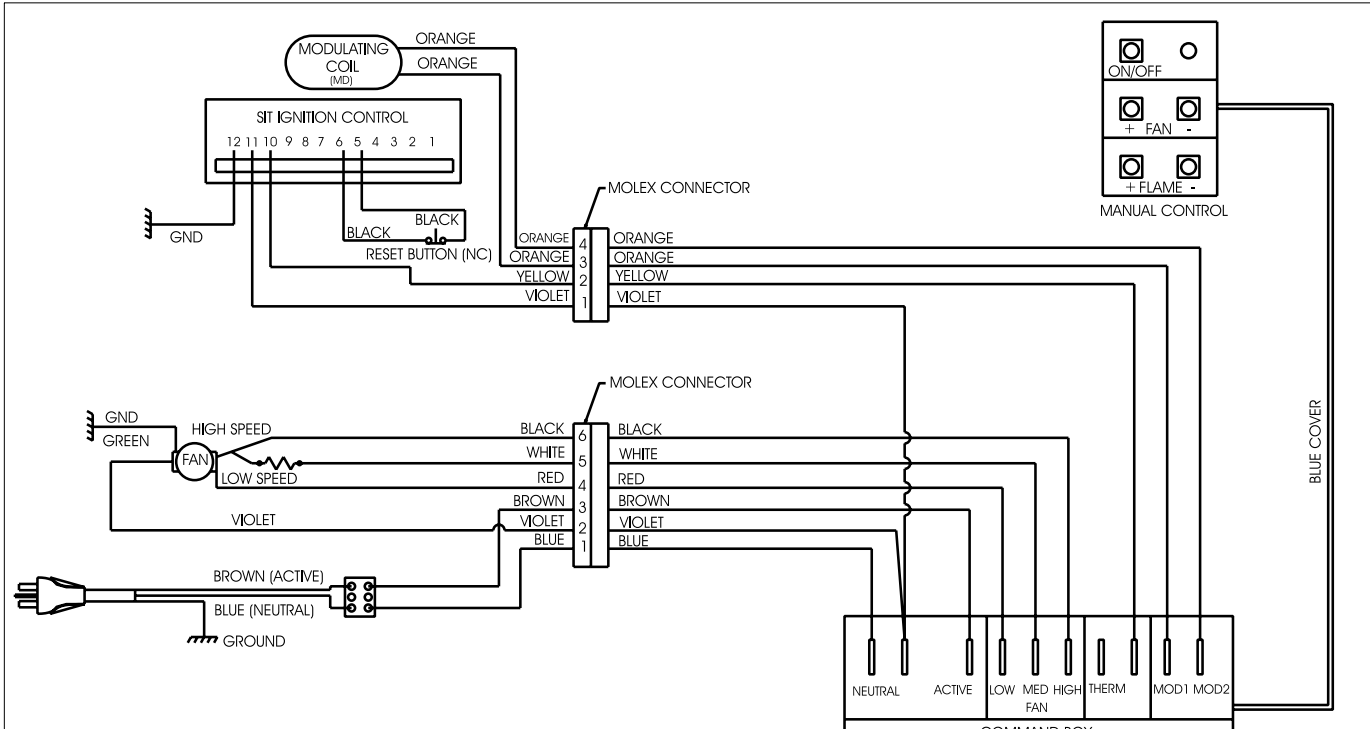 MODULATING
COIL
(MD)
ORANGE
ORANGE
SIT IGNITION CONTROL
12 11 10 9 8 7 6 5 4 3 2 1
GND
BLACK
BLACK
RESET BUTTON (NC)
MOLEX CONNECTOR
ORANGE 4 ORANGE
ORANGE 3 ORANGE
YELLOW 2 YELLOW
VIOLET 1 VIOLET
ON/OFF
+ FAN -
+ FLAME -
MANUAL CONTROL
BLUE COVER
MOLEX CONNECTOR
GND
GREEN
HIGH SPEED
FAN
LOW SPEED
VIOLET
BLACK 6 BLACK
WHITE 5 WHITE
RED 4 RED
BROWN 3 BROWN
VIOLET 2 VIOLET
BLUE 1 BLUE
BROWN (ACTIVE)
BLUE (NEUTRAL)
GROUND
NEUTRAL ACTIVE LOW MED HIGH THERM MOD1 MOD2
FAN
COMMAND BOX